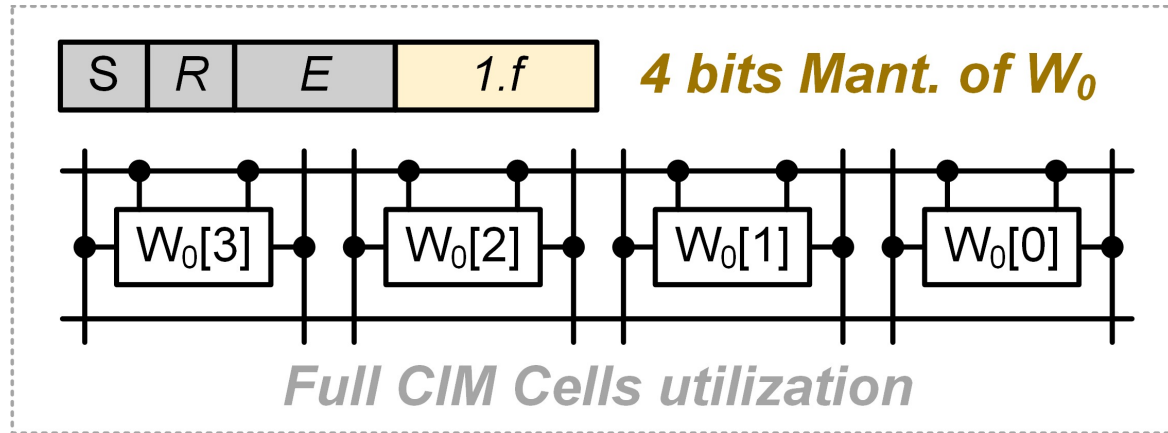 S R E 1.f 4 bits Mant. of W₀
W₀[3] W₀[2] W₀[1] W₀[0]
Full CIM Cells utilization